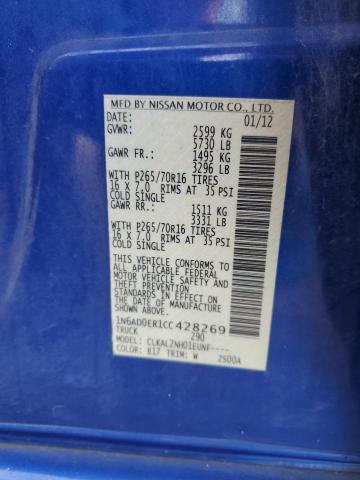 MFD BY NISSAN MOTOR CO., LTD.
DATE: 01/12
GVWR: 2599 KG
5730 LB
GAWR FR.: 1495 KG
3296 LB
WITH P265/70R16 TIRES
16 X 7.0 RIMS AT 35 PSI
COLD SINGLE
GAWR RR.: 1511 KG
3331 LB
WITH P265/70R16 TIRES
16 X 7.0 RIMS AT 35 PSI
COLD SINGLE
THIS VEHICLE CONFORMS TO
ALL APPLICABLE FEDERAL
MOTOR VEHICLE SAFETY AND
THEFT PREVENTION
STANDARDS IN EFFECT ON
THE DATE OF MANUFACTURE
SHOWN ABOVE.
1N6AD0ER1CC428269
TRUCK 290
MODEL: CLKAL2NHO1EUNF----
COLOR: B17 TRIM: W 2500A